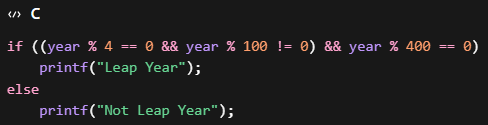 </> C
if ((year % 4 == 0 && year % 100 != 0) && year % 400 == 0)
    printf("Leap Year");
else
    printf("Not Leap Year");